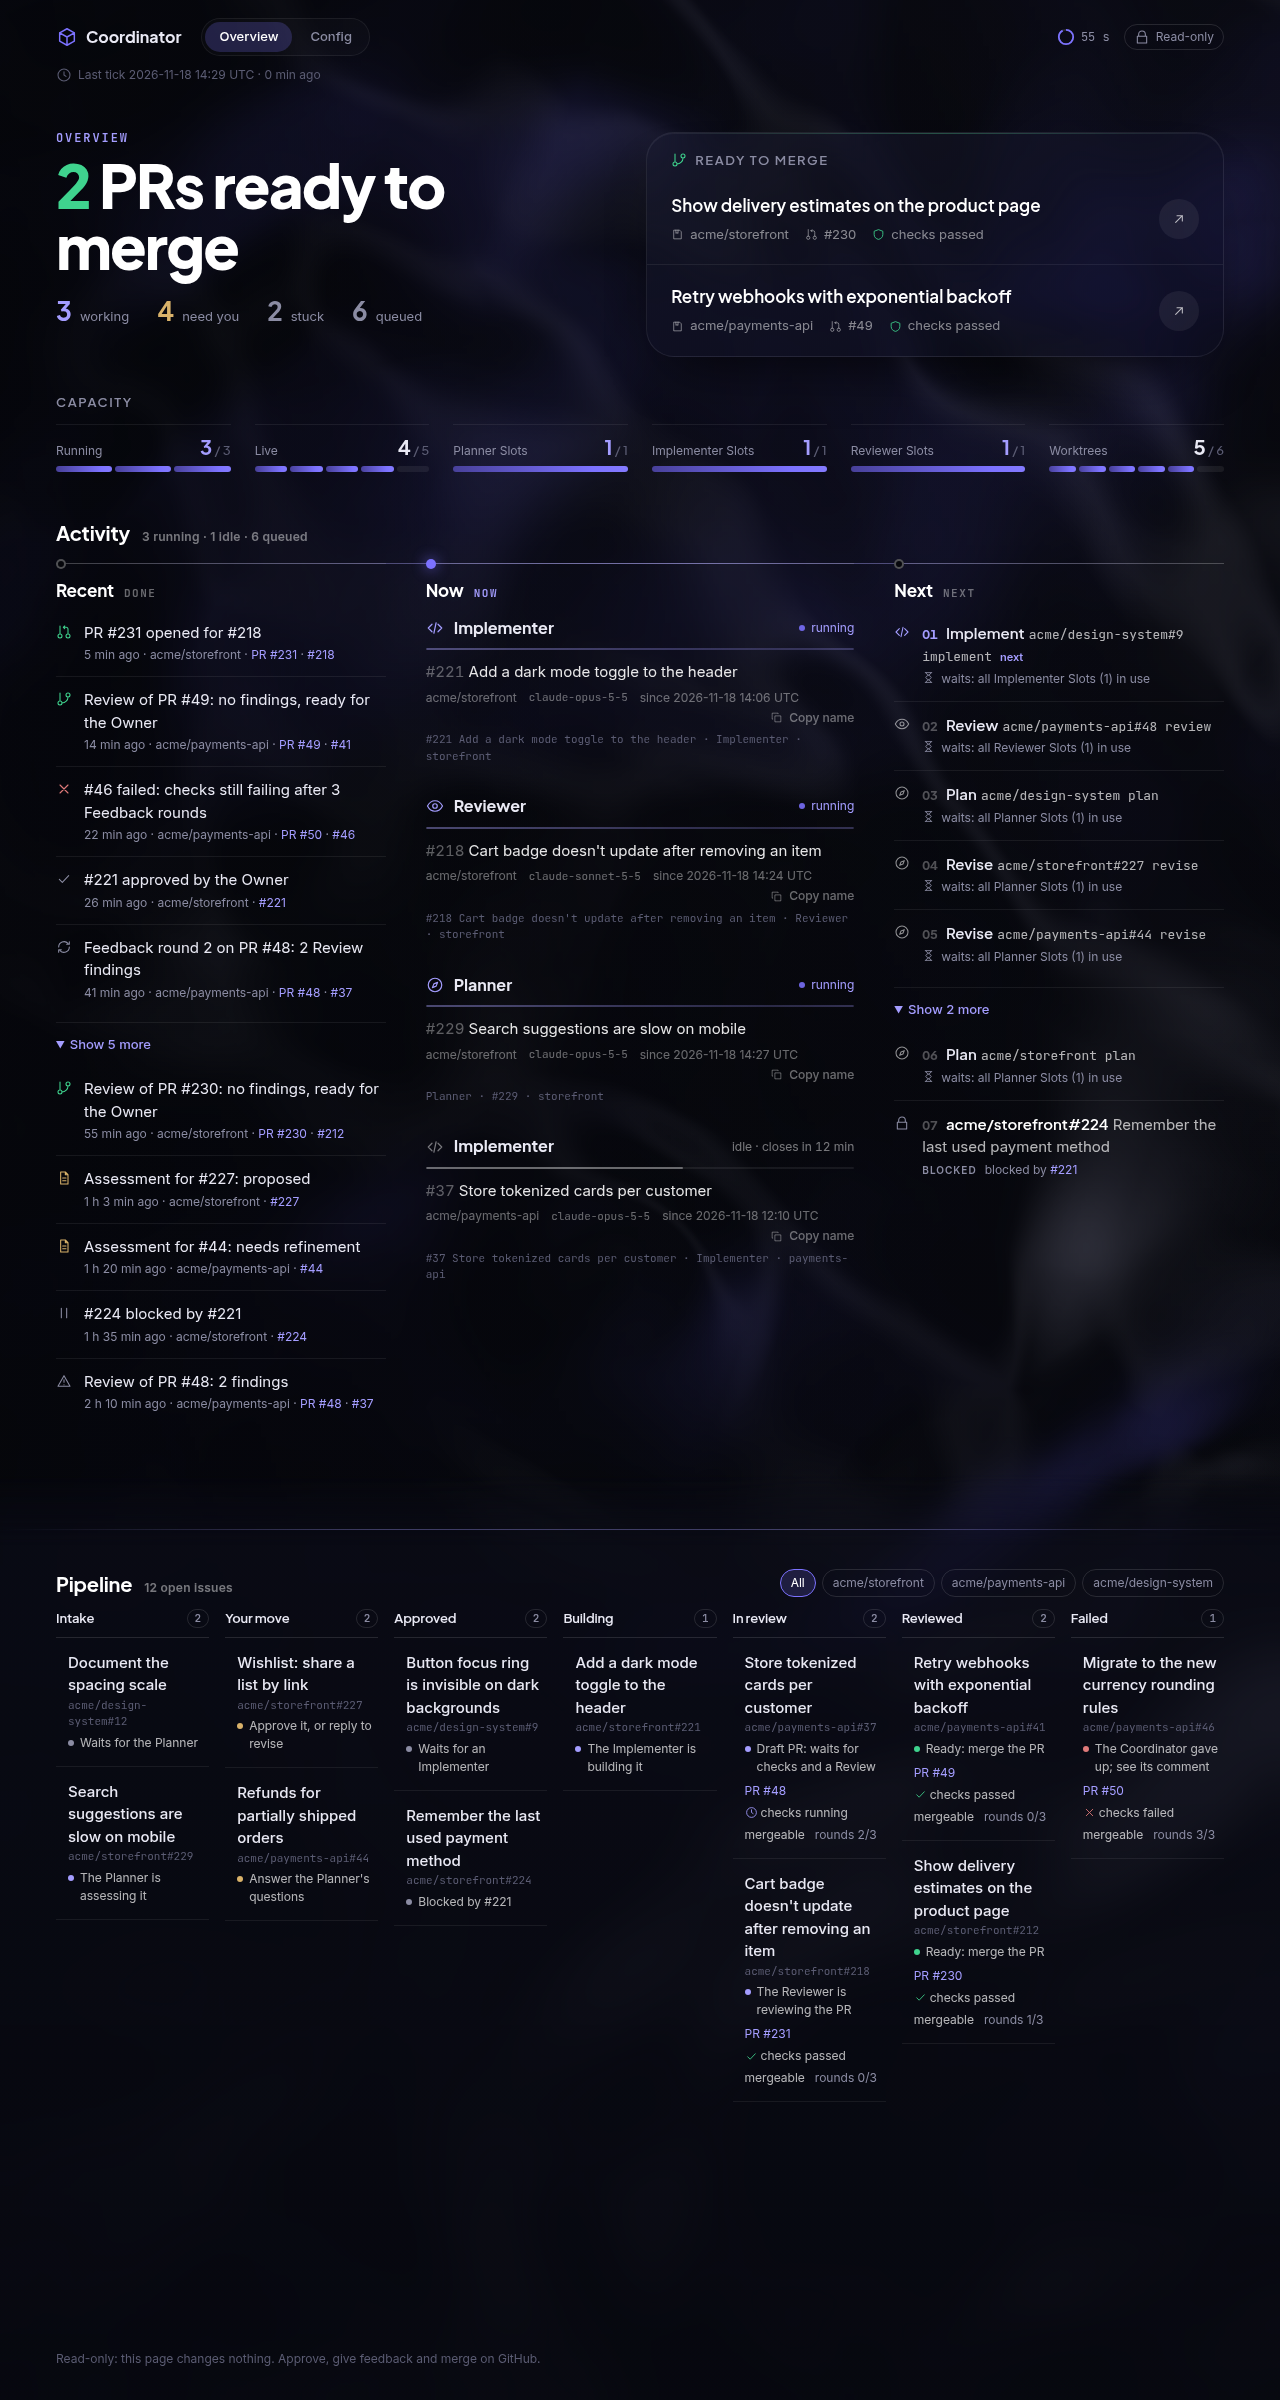 Coordinator
Overview
Config
55 s
Read-only
Last tick 2026-11-18 14:29 UTC · 0 min ago
OVERVIEW
2 PRs ready to
merge
3 working 4 need you 2 stuck 6 queued
READY TO MERGE
Show delivery estimates on the product page
acme/storefront #230 checks passed
Retry webhooks with exponential backoff
acme/payments-api #49 checks passed
CAPACITY
Running 3/3
Live 4/5
Planner Slots 1/1
Implementer Slots 1/1
Reviewer Slots 1/1
Worktrees 5/6
Activity 3 running · 1 idle · 6 queued
Recent DONE
PR #231 opened for #218
5 min ago · acme/storefront · PR #231 · #218
Review of PR #49: no findings, ready for
the Owner
14 min ago · acme/payments-api · PR #49 · #41
#46 failed: checks still failing after 3
Feedback rounds
22 min ago · acme/payments-api · PR #50 · #46
#221 approved by the Owner
26 min ago · acme/storefront · #221
Feedback round 2 on PR #48: 2 Review
findings
41 min ago · acme/payments-api · PR #48 · #37
▼ Show 5 more
Review of PR #230: no findings, ready for
the Owner
55 min ago · acme/storefront · PR #230 · #212
Assessment for #227: proposed
1 h 3 min ago · acme/storefront · #227
Assessment for #44: needs refinement
1 h 20 min ago · acme/payments-api · #44
#224 blocked by #221
1 h 35 min ago · acme/storefront · #224
Review of PR #48: 2 findings
2 h 10 min ago · acme/payments-api · PR #48 · #37
Now NOW
Implementer running
#221 Add a dark mode toggle to the header
acme/storefront claude-opus-5-5 since 2026-11-18 14:06 UTC
Copy name
#221 Add a dark mode toggle to the header · Implementer ·
storefront
Reviewer running
#218 Cart badge doesn't update after removing an item
acme/storefront claude-sonnet-5-5 since 2026-11-18 14:24 UTC
Copy name
#218 Cart badge doesn't update after removing an item · Reviewer
· storefront
Planner running
#229 Search suggestions are slow on mobile
acme/storefront claude-opus-5-5 since 2026-11-18 14:27 UTC
Copy name
Planner · #229 · storefront
Implementer idle · closes in 12 min
#37 Store tokenized cards per customer
acme/payments-api claude-opus-5-5 since 2026-11-18 12:10 UTC
Copy name
#37 Store tokenized cards per customer · Implementer · payments-
api
Next NEXT
01 Implement acme/design-system#9
implement next
waits: all Implementer Slots (1) in use
02 Review acme/payments-api#48 review
waits: all Reviewer Slots (1) in use
03 Plan acme/design-system plan
waits: all Planner Slots (1) in use
04 Revise acme/storefront#227 revise
waits: all Planner Slots (1) in use
05 Revise acme/payments-api#44 revise
waits: all Planner Slots (1) in use
▼ Show 2 more
06 Plan acme/storefront plan
waits: all Planner Slots (1) in use
07 acme/storefront#224 Remember the
last used payment method
BLOCKED blocked by #221
Pipeline 12 open issues
All
acme/storefront
acme/payments-api
acme/design-system
Intake 2
Document the
spacing scale
acme/design-
system#12
Waits for the Planner
Search
suggestions are
slow on mobile
acme/storefront#229
The Planner is
assessing it
Your move 2
Wishlist: share a
list by link
acme/storefront#227
Approve it, or reply to
revise
Refunds for
partially shipped
orders
acme/payments-api#44
Answer the Planner's
questions
Approved 2
Button focus ring
is invisible on dark
backgrounds
acme/design-system#9
Waits for an
Implementer
Remember the last
used payment
method
acme/storefront#224
Blocked by #221
Building 1
Add a dark mode
toggle to the
header
acme/storefront#221
The Implementer is
building it
In review 2
Store tokenized
cards per
customer
acme/payments-api#37
Draft PR: waits for
checks and a Review
PR #48
checks running
mergeable rounds 2/3
Cart badge
doesn't update
after removing an
item
acme/storefront#218
The Reviewer is
reviewing the PR
PR #231
checks passed
mergeable rounds 0/3
Reviewed 2
Retry webhooks
with exponential
backoff
acme/payments-api#41
Ready: merge the PR
PR #49
checks passed
mergeable rounds 0/3
Show delivery
estimates on the
product page
acme/storefront#212
Ready: merge the PR
PR #230
checks passed
mergeable rounds 1/3
Failed 1
Migrate to the new
currency rounding
rules
acme/payments-api#46
The Coordinator gave
up; see its comment
PR #50
checks failed
mergeable rounds 3/3
Read-only: this page changes nothing. Approve, give feedback and merge on GitHub.